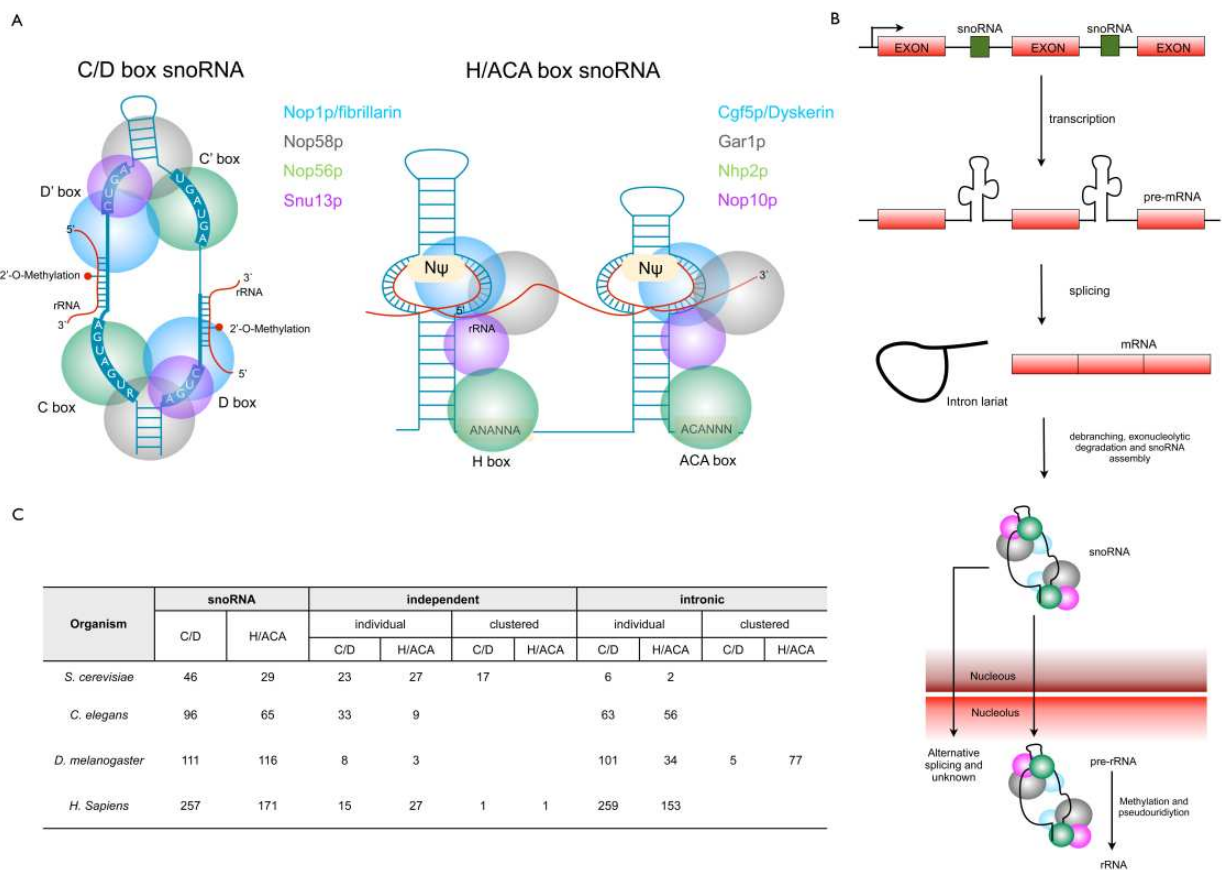 A
C/D box snoRNA
C' box
D' box
AGUC
UGAUGA
5'
2'-O-Methylation
rRNA
3'
3'
rRNA
2'-O-Methylation
5'
AGUAUGUR
CUGA
C box
D box
Nop1p/fibrillarin
Nop58p
Nop56p
Snu13p
H/ACA box snoRNA
Cgf5p/Dyskerin
Gar1p
Nhp2p
Nop10p
Nψ
Nψ
3'
5'
rRNA
ANANNA
ACANNN
H box
ACA box
B
snoRNA
snoRNA
EXON
EXON
EXON
transcription
pre-mRNA
splicing
mRNA
Intron lariat
debranching, exonucleolytic
degradation and snoRNA
assembly
snoRNA
Nucleous
Nucleolus
Alternative
splicing and
unknown
pre-rRNA
Methylation and
pseudouridiytion
rRNA
C
Organism snoRNA independent intronic
C/D H/ACA individual clustered individual clustered
C/D H/ACA C/D H/ACA C/D H/ACA C/D H/ACA
S. cerevisiae 46 29 23 27 17 6 2
C. elegans 96 65 33 9 63 56
D. melanogaster 111 116 8 3 101 34 5 77
H. Sapiens 257 171 15 27 1 1 259 153